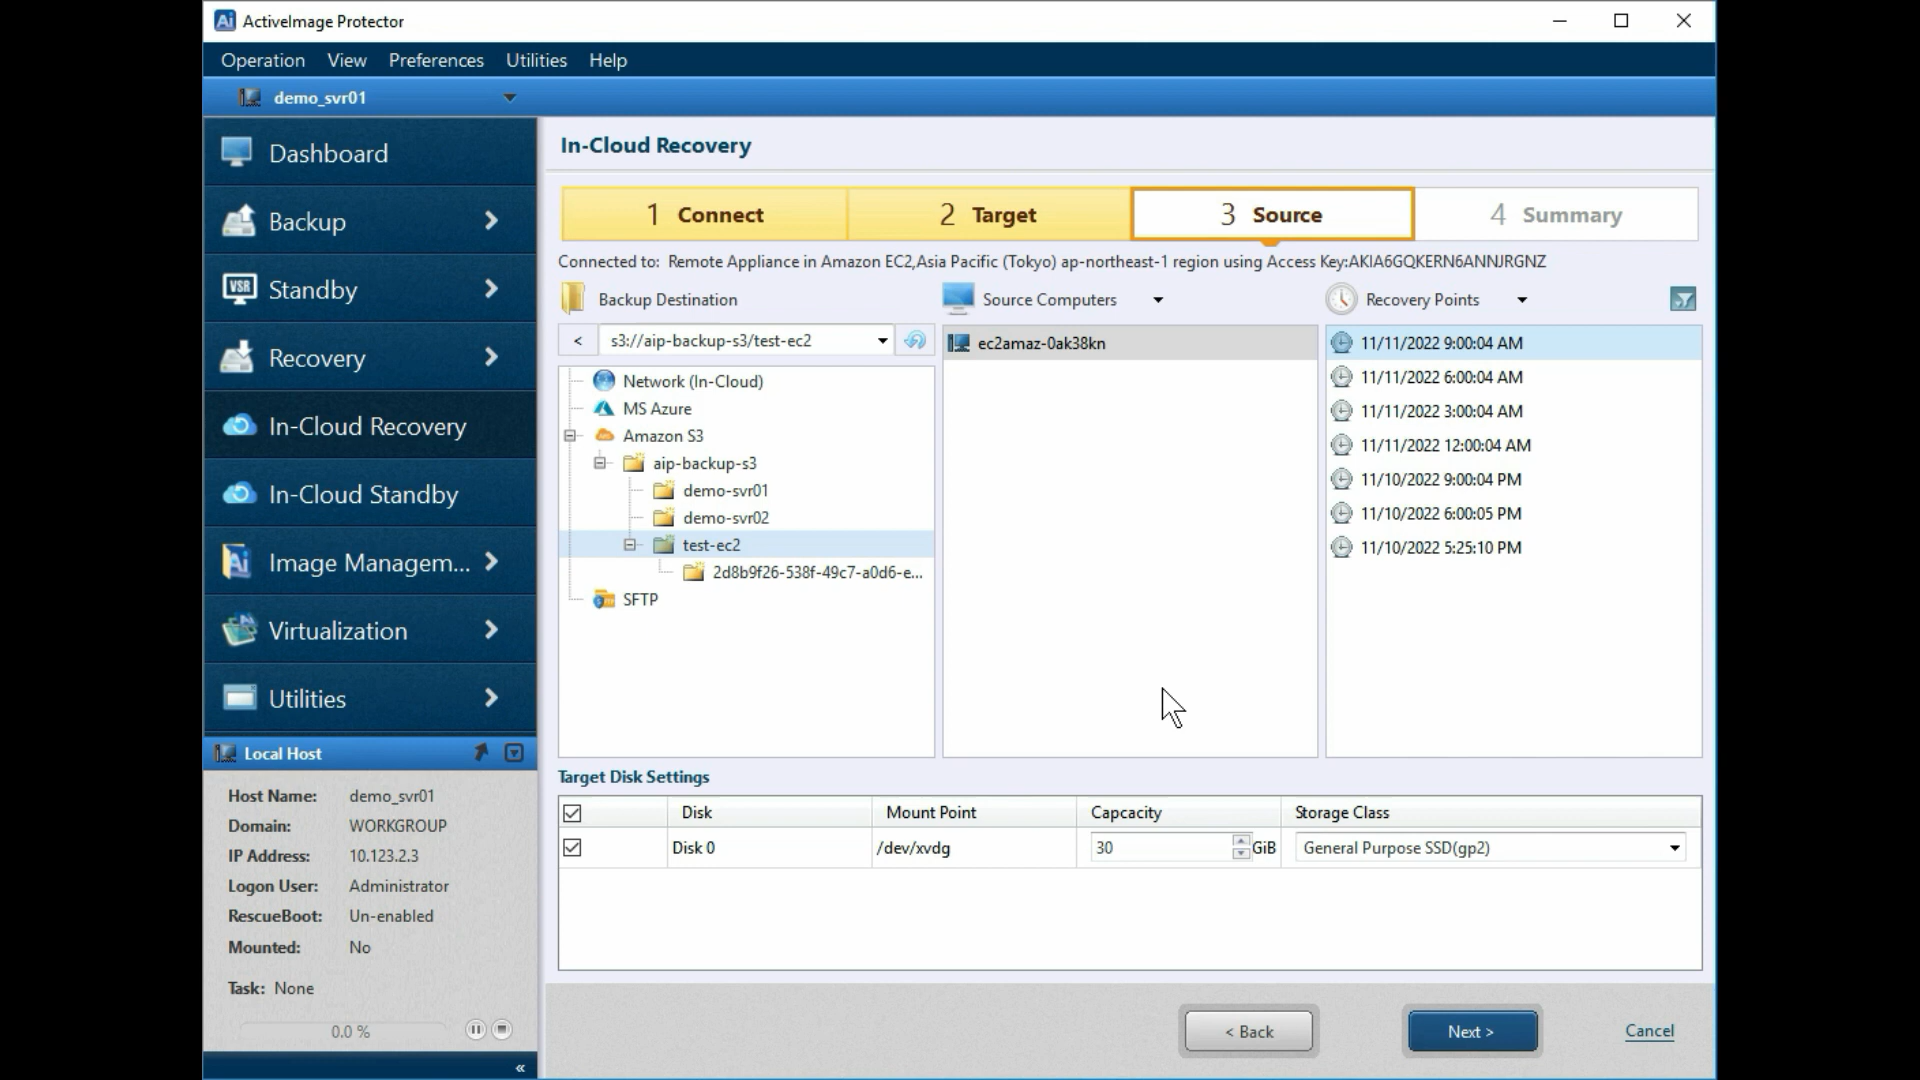 ActiveImage Protector
Operation View Preferences Utilities Help
demo_svr01
Dashboard
Backup
Standby
Recovery
In-Cloud Recovery
In-Cloud Standby
Image Managem...
Virtualization
Utilities
Local Host
Host Name: demo_svr01
Domain: WORKGROUP
IP Address: 10.123.2.3
Logon User: Administrator
RescueBoot: Un-enabled
Mounted: No
Task: None
0.0 %
«
In-Cloud Recovery
1 Connect 2 Target 3 Source 4 Summary
Connected to: Remote Appliance in Amazon EC2,Asia Pacific (Tokyo) ap-northeast-1 region using Access Key:AKIA6GQKERN6ANNJRGNZ
Backup Destination
< s3://aip-backup-s3/test-ec2
Network (In-Cloud)
MS Azure
Amazon S3
aip-backup-s3
demo-svr01
demo-svr02
test-ec2
2d8b9f26-538f-49c7-a0d6-e...
SFTP
Source Computers
ec2amaz-0ak38kn
Recovery Points
11/11/2022 9:00:04 AM
11/11/2022 6:00:04 AM
11/11/2022 3:00:04 AM
11/11/2022 12:00:04 AM
11/10/2022 9:00:04 PM
11/10/2022 6:00:05 PM
11/10/2022 5:25:10 PM
Target Disk Settings
Disk Mount Point Capcacity Storage Class
Disk 0 /dev/xvdg 30 GiB General Purpose SSD(gp2)
< Back Next > Cancel